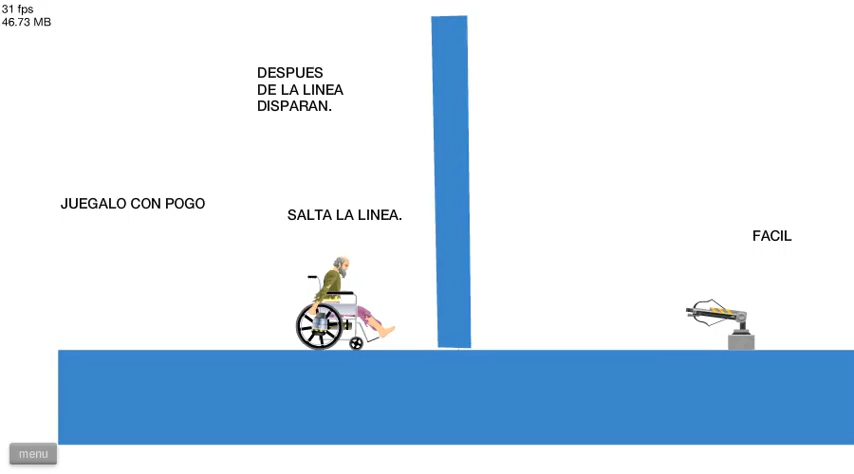 31 fps
46.73 MB
DESPUES
DE LA LINEA
DISPARAN.
JUEGALO CON POGO
SALTA LA LINEA.
FACIL
menu